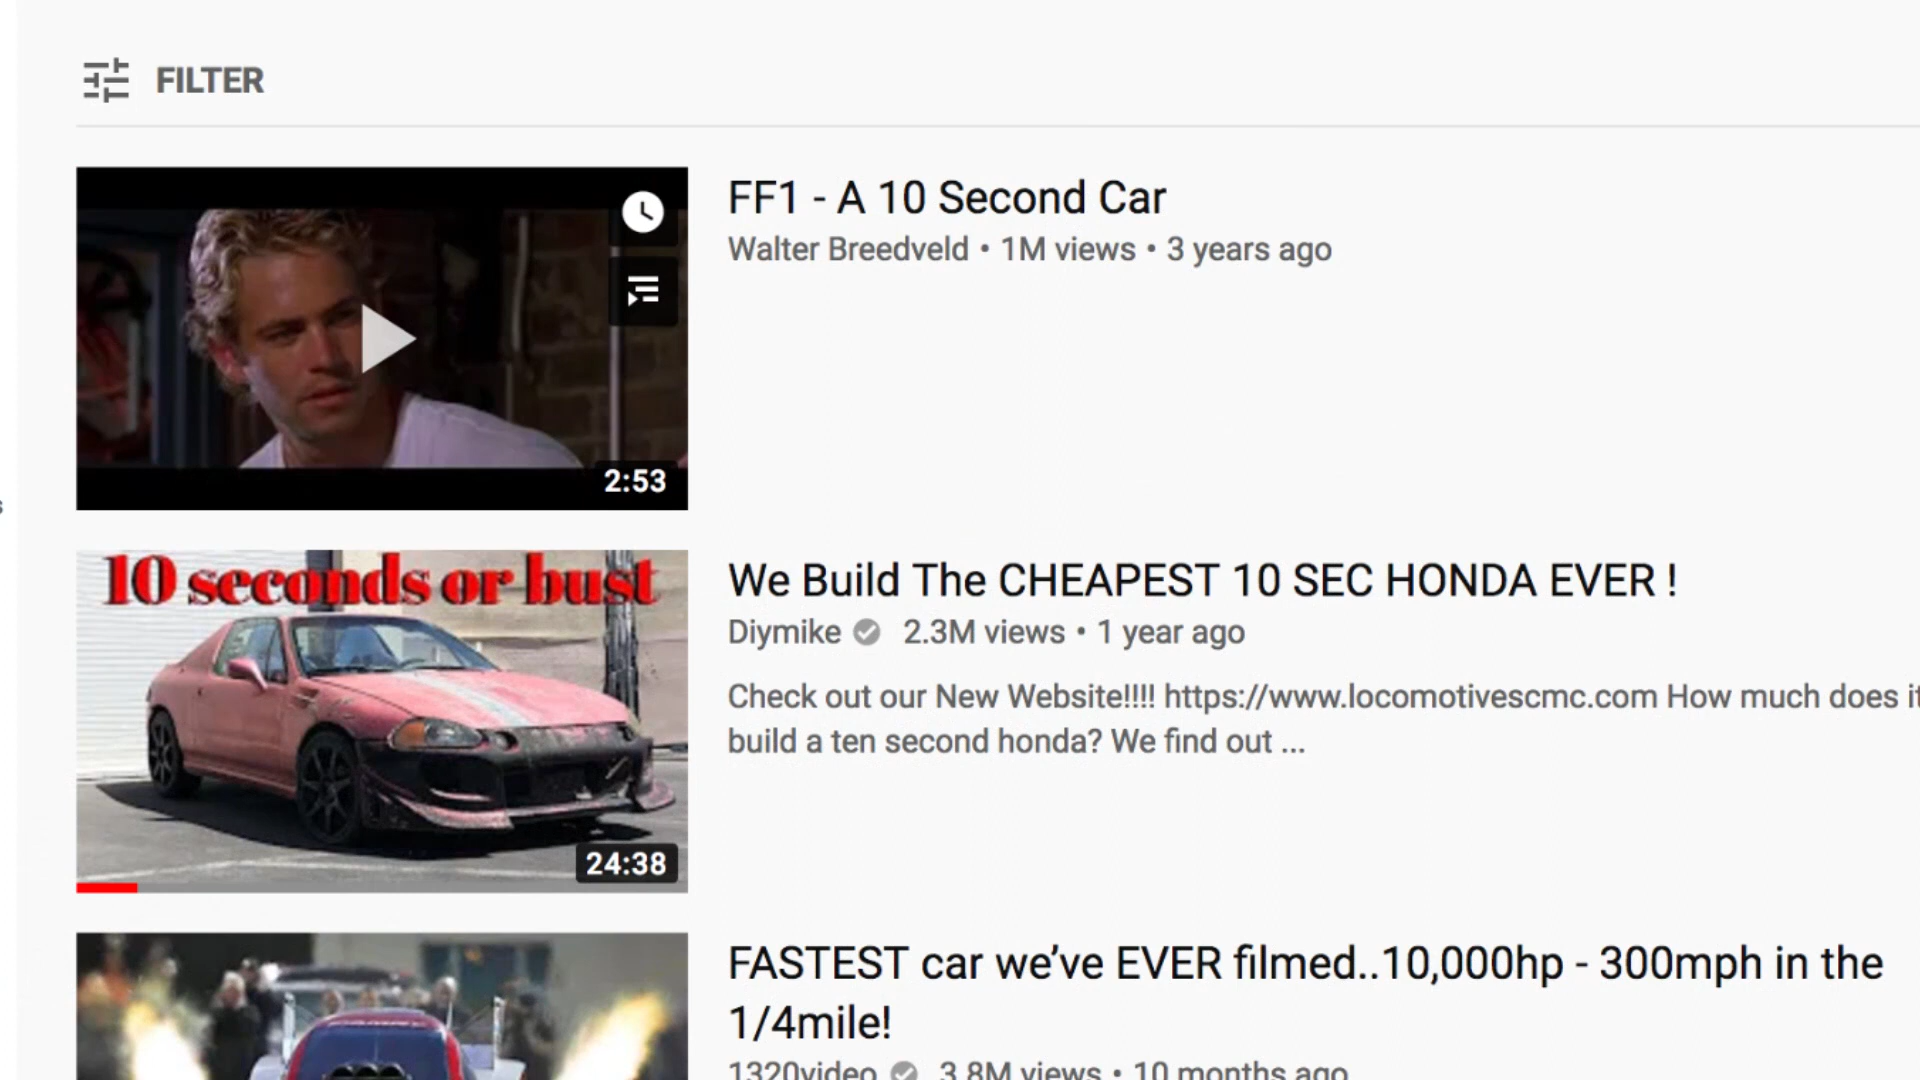 FILTER
FF1 - A 10 Second Car
Walter Breedveld • 1M views • 3 years ago
2:53
10 seconds or bust
24:38
We Build The CHEAPEST 10 SEC HONDA EVER !
Diymike 2.3M views • 1 year ago
Check out our New Website!!!! https://www.locomotivescmc.com How much does it
build a ten second honda? We find out ...
FASTEST car we’ve EVER filmed..10,000hp - 300mph in the
1/4mile!
1320video 3.8M views • 10 months ago